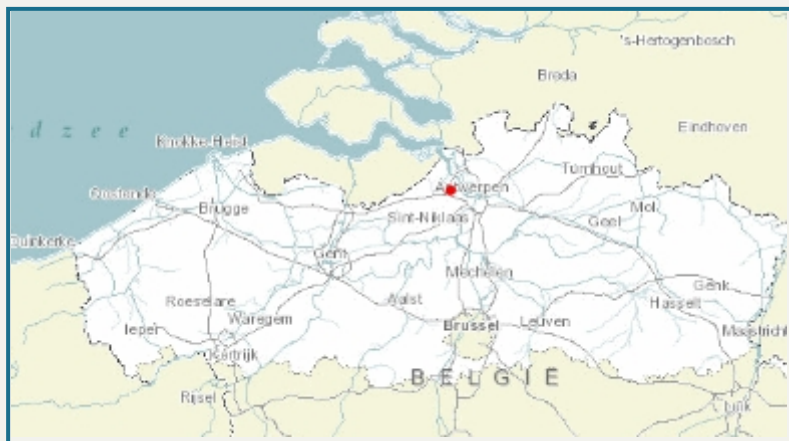 's-Hertogenbosch
Breda
Eindhoven
d z e e
Knokke-Heist
Turnhout
Antwerpen
Oostende
Brugge
Mol
Sint-Niklaas
Geel
Duinkerke
Gent
Mechelen
Genk
Aalst
Hasselt
Roeselare
Waregem
Brussel
Leuven
Ieper
Maastricht
Kortrijk
BELGIË
Rijsel
Luik